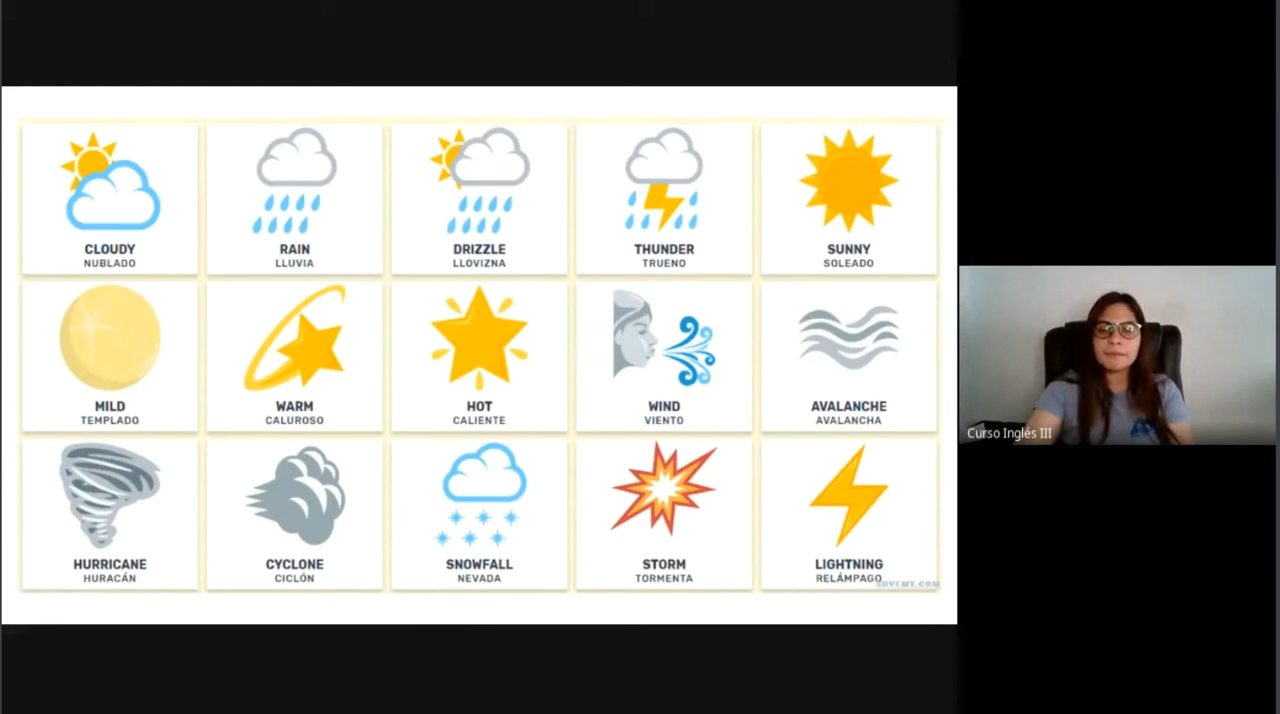 CLOUDY
NUBLADO
RAIN
LLUVIA
DRIZZLE
LLOVIZNA
THUNDER
TRUENO
SUNNY
SOLEADO
MILD
TEMPLADO
WARM
CALUROSO
HOT
CALIENTE
WIND
VIENTO
AVALANCHE
AVALANCHA
HURRICANE
HURACÁN
CYCLONE
CICLÓN
SNOWFALL
NEVADA
STORM
TORMENTA
LIGHTNING
RELÁMPAGO
Curso Inglés III